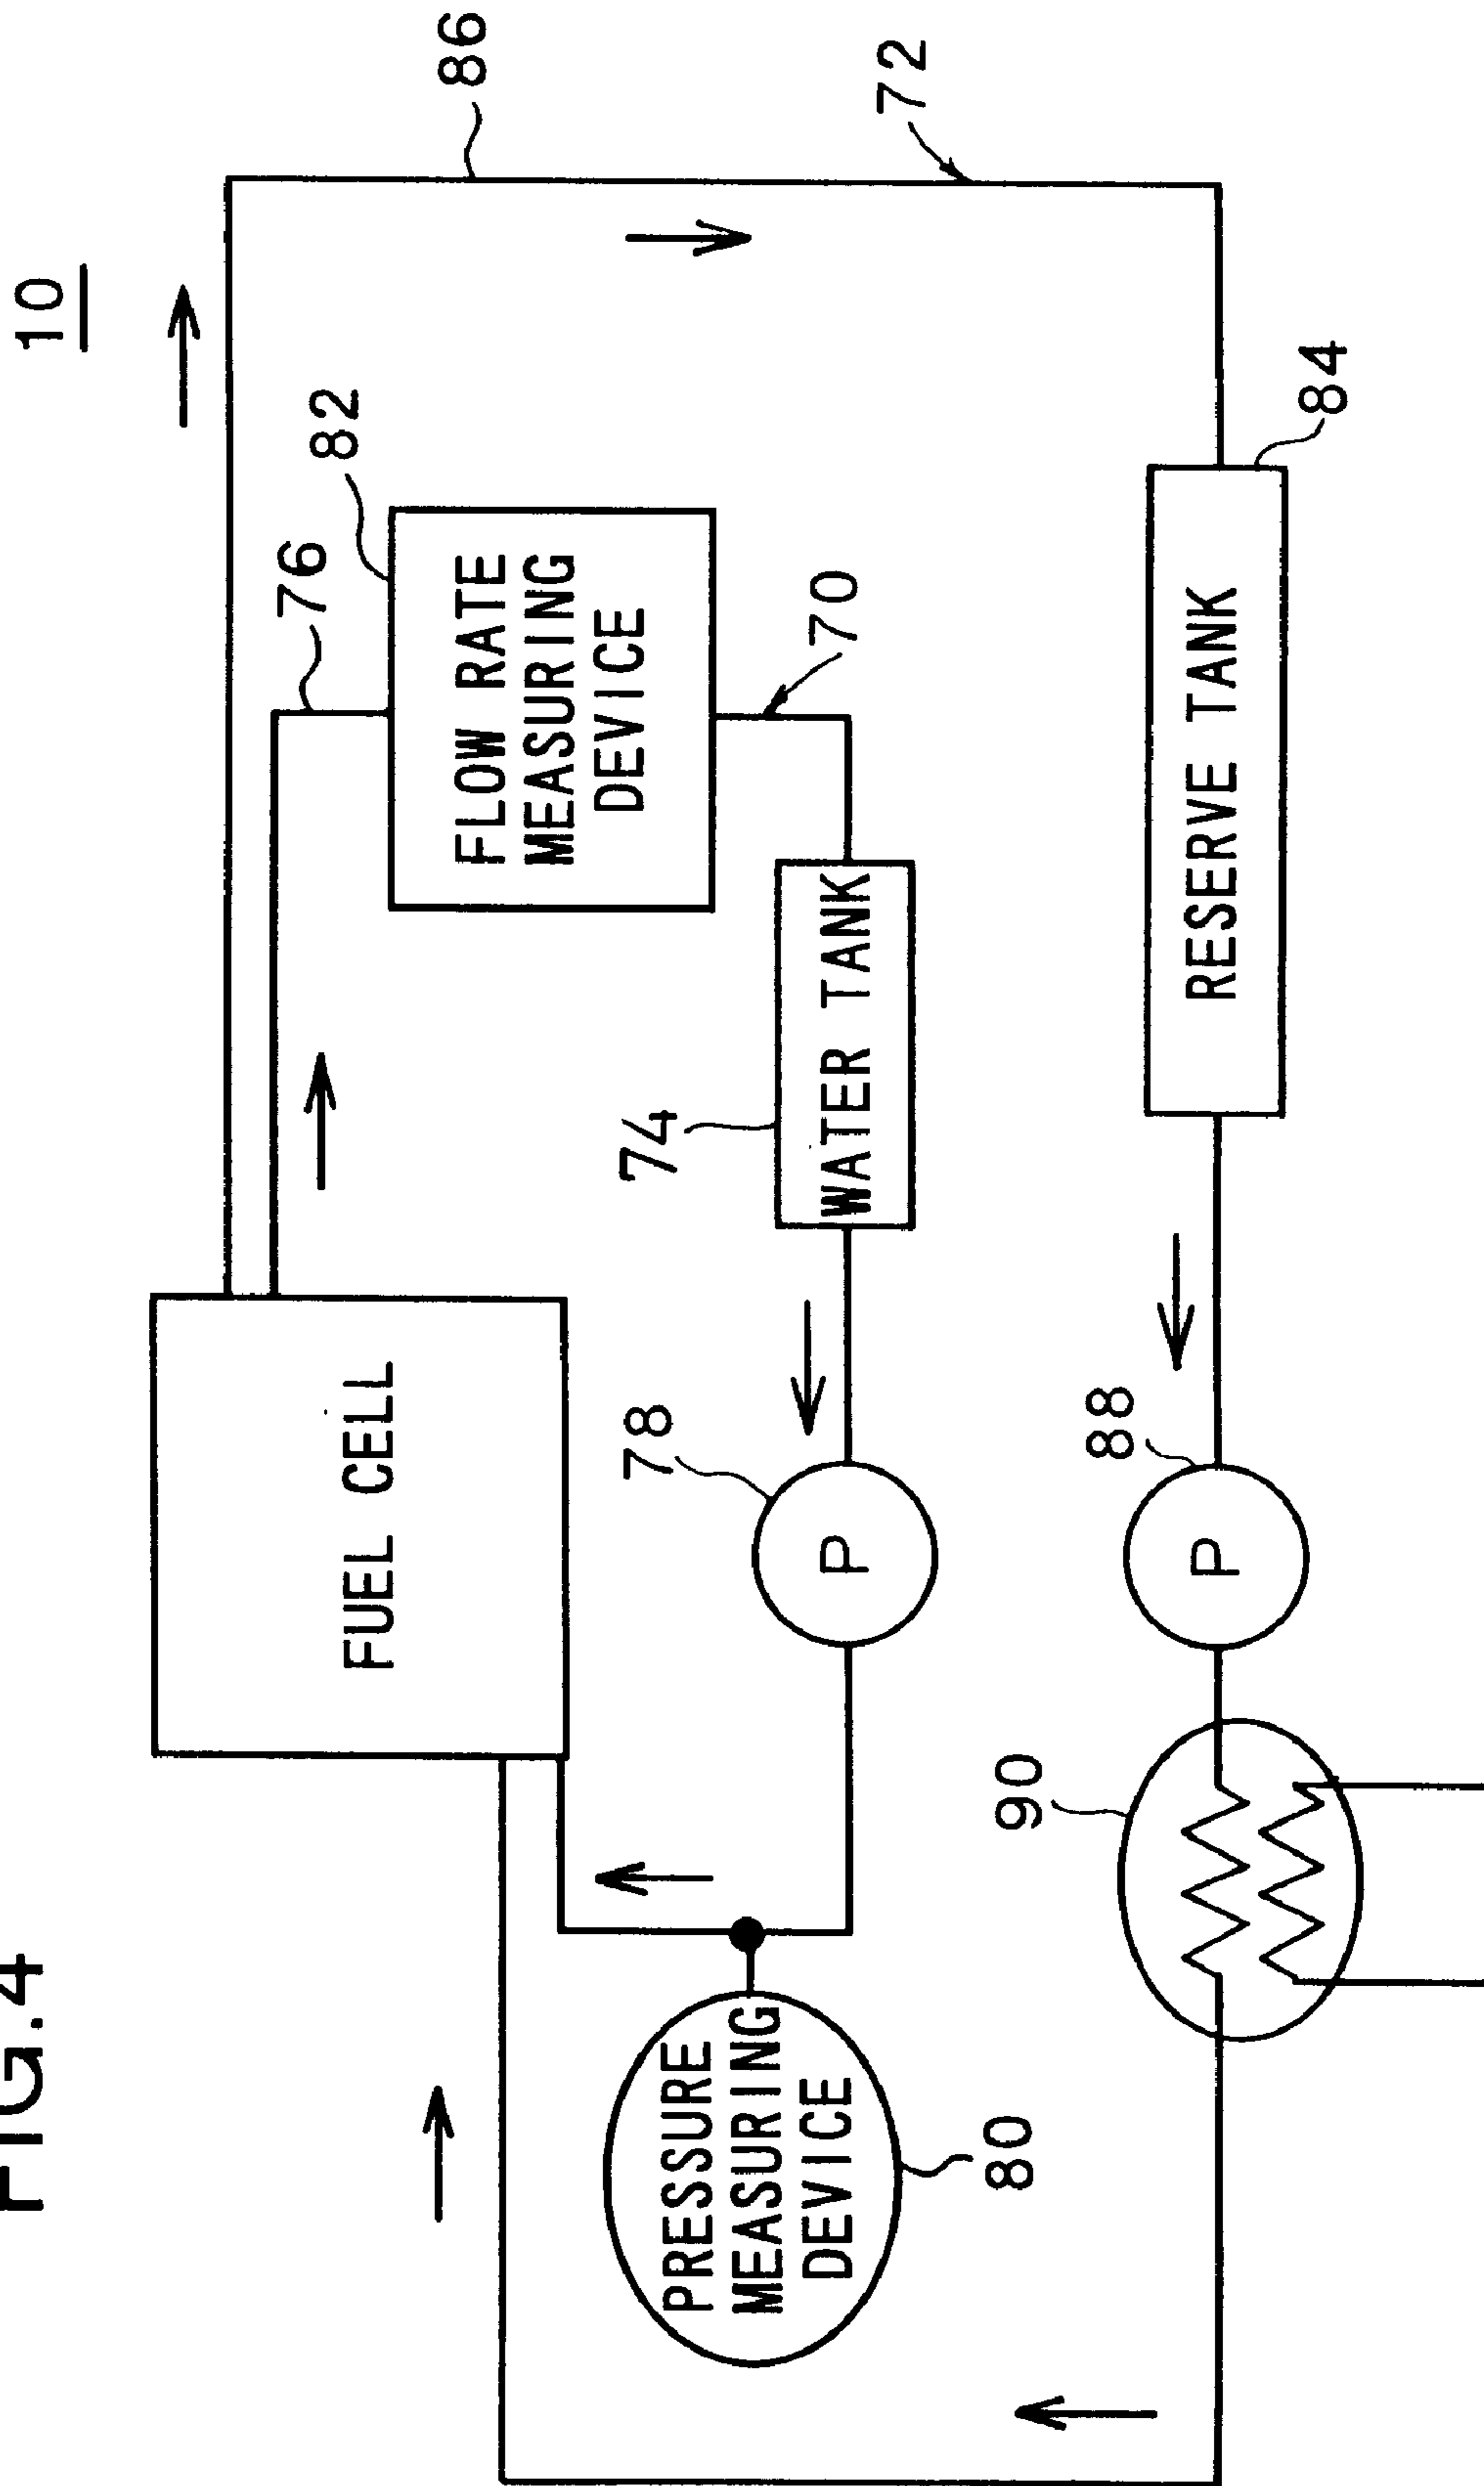 FIG.4
10
76
82
FUEL CELL
86
FLOW RATE
MEASURING
DEVICE
78
74
PRESSURE
MEASURING
DEVICE
P
WATER TANK
70
72
80
90
88
P
RESERVE TANK
84